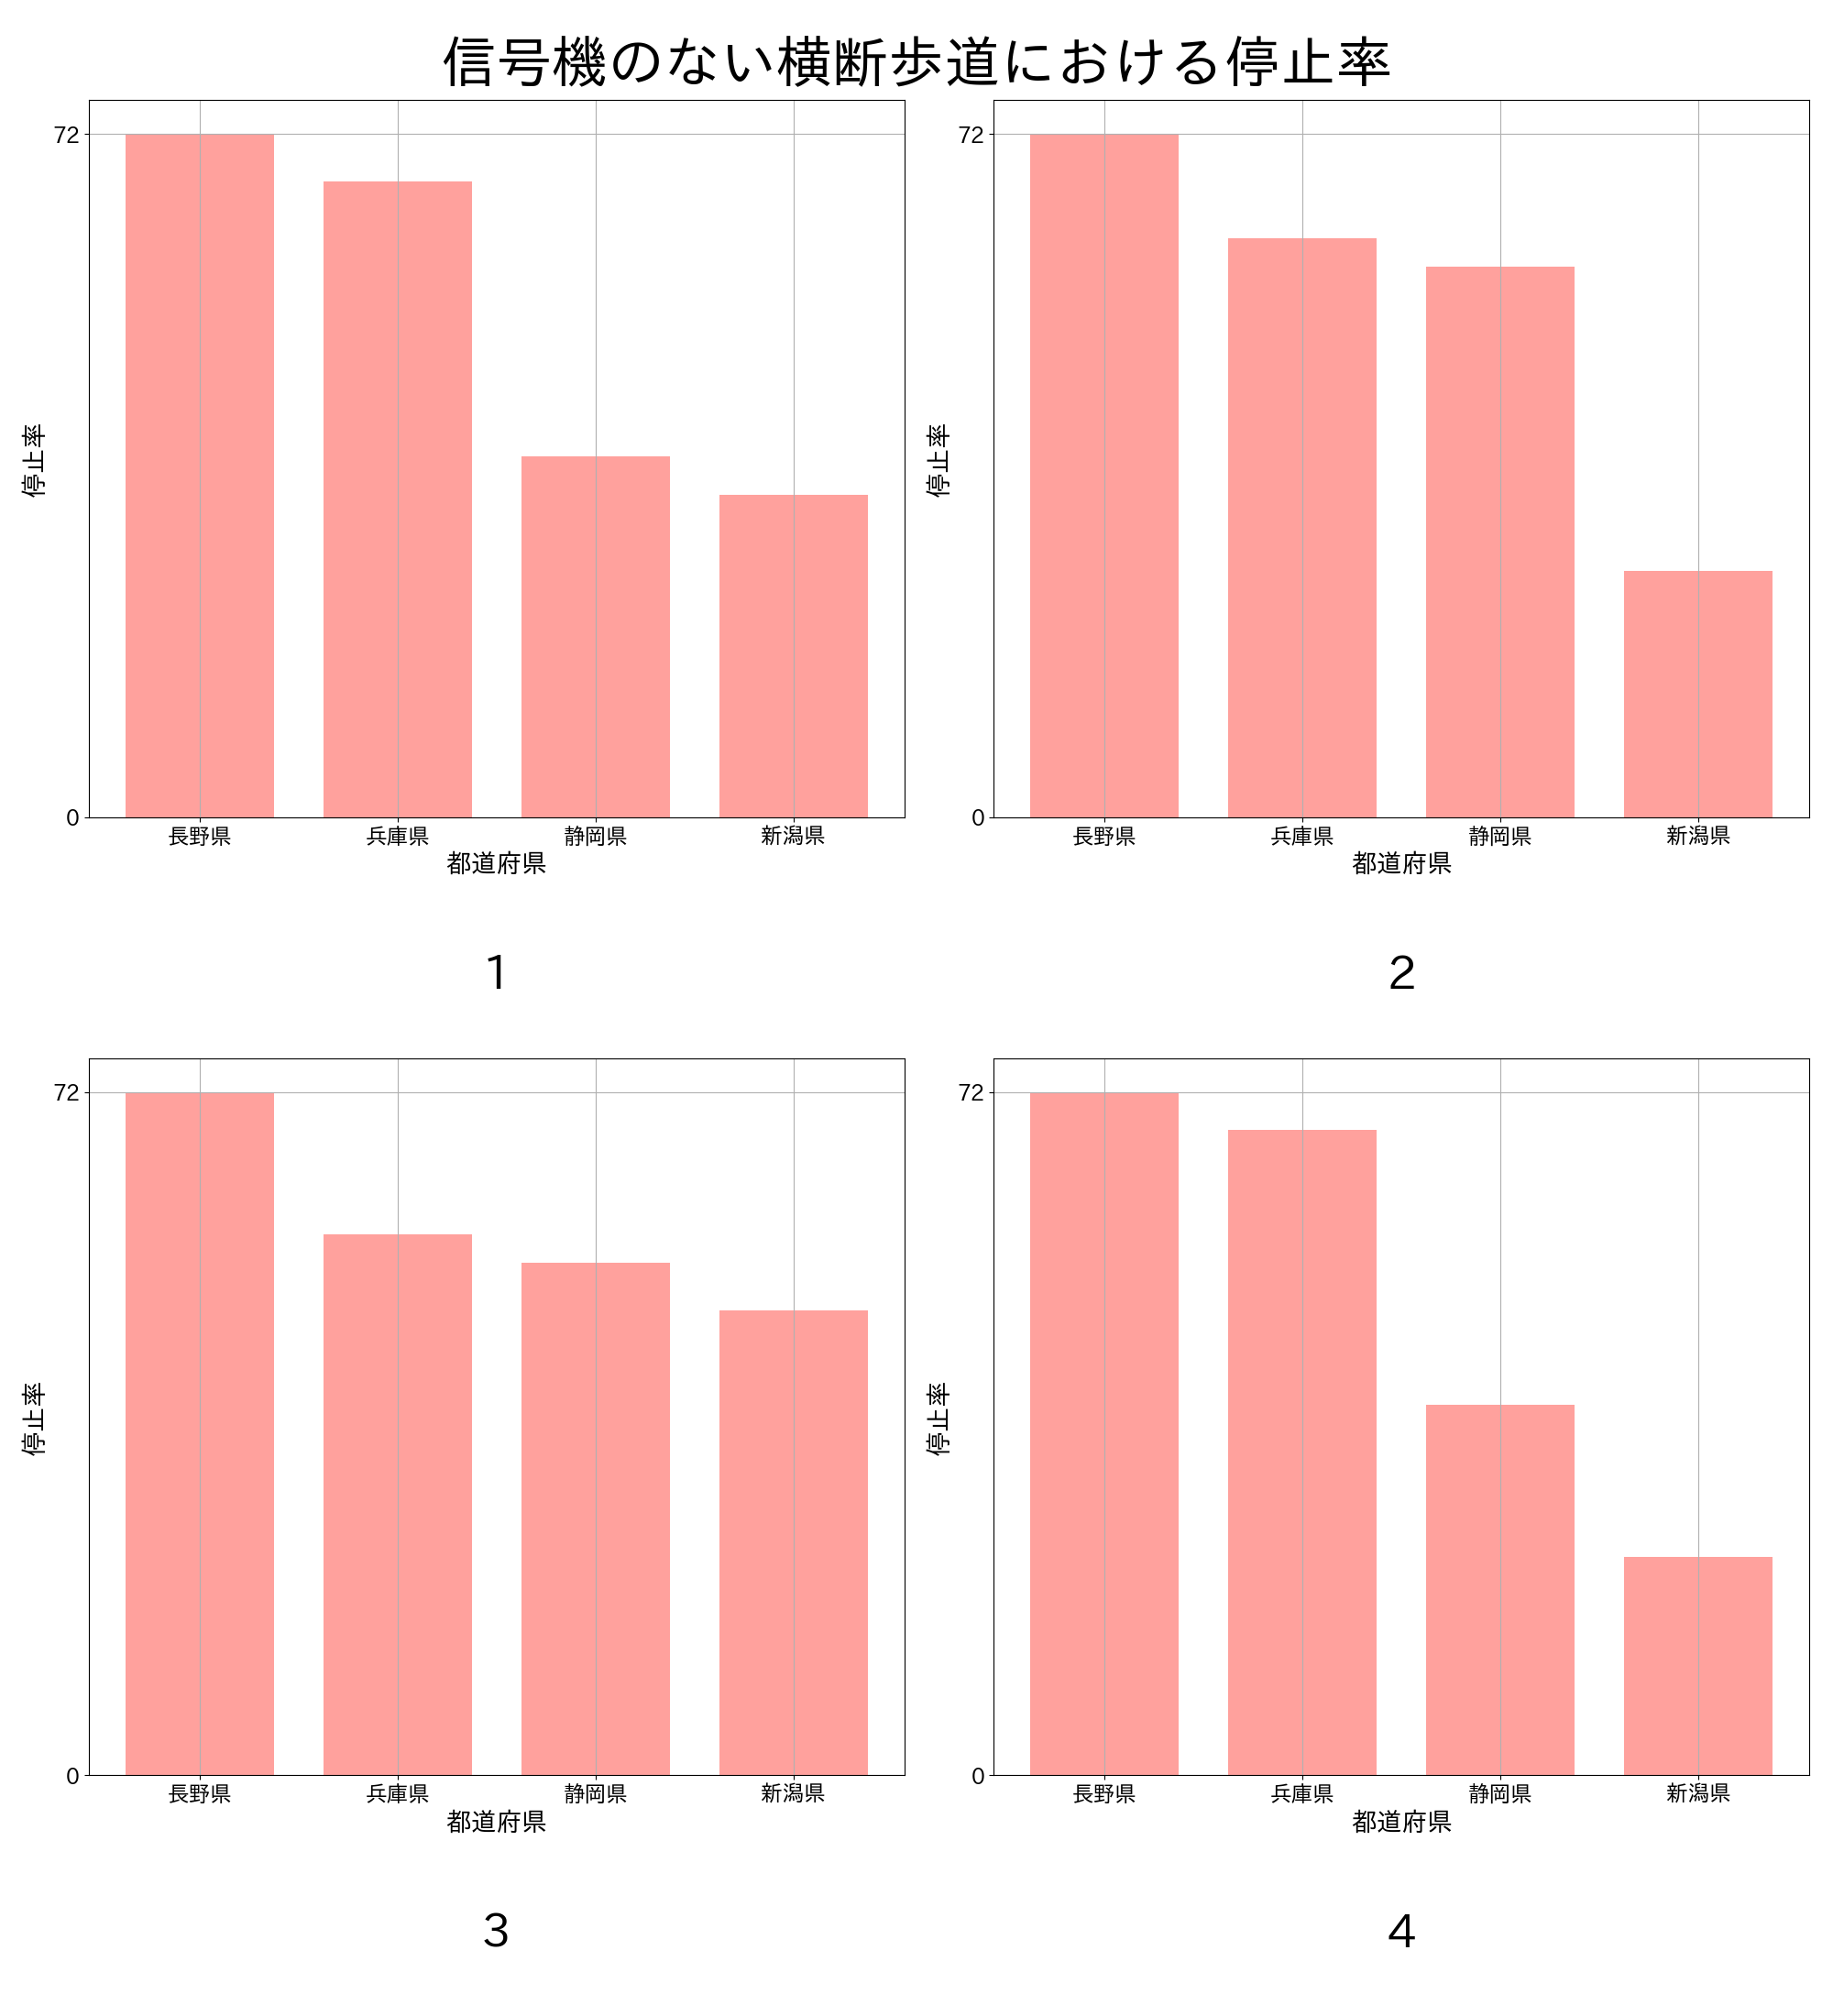 信号機のない横断歩道における停止率
72
停止率
0
長野県 兵庫県 静岡県 新潟県
都道府県
1
72
停止率
0
長野県 兵庫県 静岡県 新潟県
都道府県
2
72
停止率
0
長野県 兵庫県 静岡県 新潟県
都道府県
3
72
停止率
0
長野県 兵庫県 静岡県 新潟県
都道府県
4